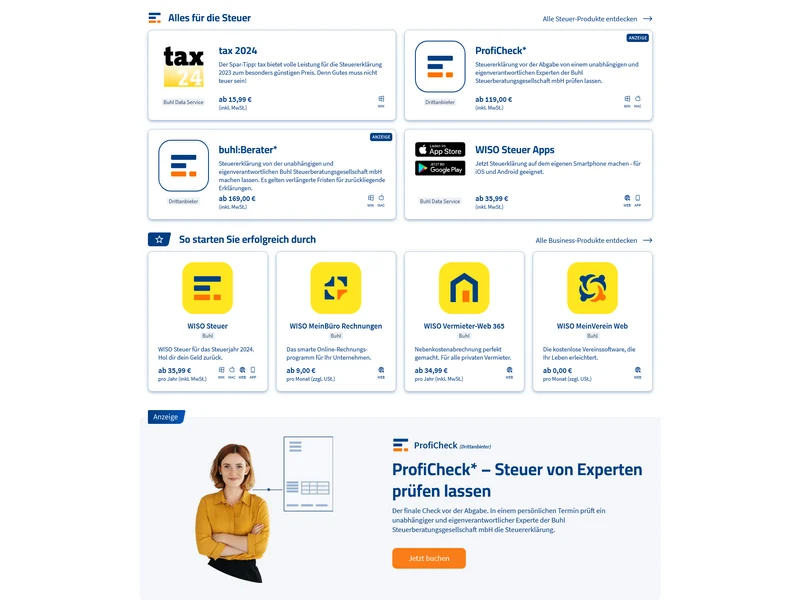 Alles für die Steuer
Alle Steuer-Produkte entdecken
tax
24
tax 2024
Der Spar-Tipp: tax bietet volle Leistung für die Steuererklärung
2023 zum besonders günstigen Preis. Denn Gutes muss nicht
teuer sein!
Buhl Data Service
ab 15,99 €
(inkl. MwSt.)
WIN
ANZEIGE
ProfiCheck*
Steuererklärung vor der Abgabe von einem unabhängigen und
eigenverantwortlichen Experten der Buhl
Steuerberatungsgesellschaft mbH prüfen lassen.
Drittanbieter
ab 119,00 €
(inkl. MwSt.)
WIN MAC
ANZEIGE
buhl:Berater*
Steuererklärung von der unabhängigen und
eigenverantwortlichen Buhl Steuerberatungsgesellschaft mbH
machen lassen. Es gelten verlängerte Fristen für zurückliegende
Erklärungen.
Drittanbieter
ab 169,00 €
(inkl. MwSt.)
WIN MAC
Laden im
App Store
JETZT BEI
Google Play
WISO Steuer Apps
Jetzt Steuerklärung auf dem eigenen Smartphone machen - für
iOS und Android geeignet.
Buhl Data Service
ab 35,99 €
(inkl. MwSt.)
WEB APP
So starten Sie erfolgreich durch
Alle Business-Produkte entdecken
WISO Steuer
Buhl
WISO Steuer für das Steuerjahr 2024.
Hol dir dein Geld zurück.
ab 35,99 €
pro Jahr (inkl. MwSt.)
WIN MAC WEB APP
WISO MeinBüro Rechnungen
Buhl
Das smarte Online-Rechnungs-
programm für Ihr Unternehmen.
ab 9,00 €
pro Monat (zzgl. USt.)
WEB
WISO Vermieter-Web 365
Buhl
Nebenkostenabrechnung perfekt
gemacht. Für alle privaten Vermieter.
ab 34,99 €
pro Jahr (inkl. MwSt.)
WEB
WISO MeinVerein Web
Buhl
Die kostenlose Vereinssoftware, die
Ihr Leben erleichtert.
ab 0,00 €
pro Monat (zzgl. USt.)
WEB
Anzeige
ProfiCheck (Drittanbieter)
ProfiCheck* – Steuer von Experten
prüfen lassen
Der finale Check vor der Abgabe. In einem persönlichen Termin prüft ein
unabhängiger und eigenverantwortlicher Experte der Buhl
Steuerberatungsgesellschaft mbH die Steuererklärung.
Jetzt buchen